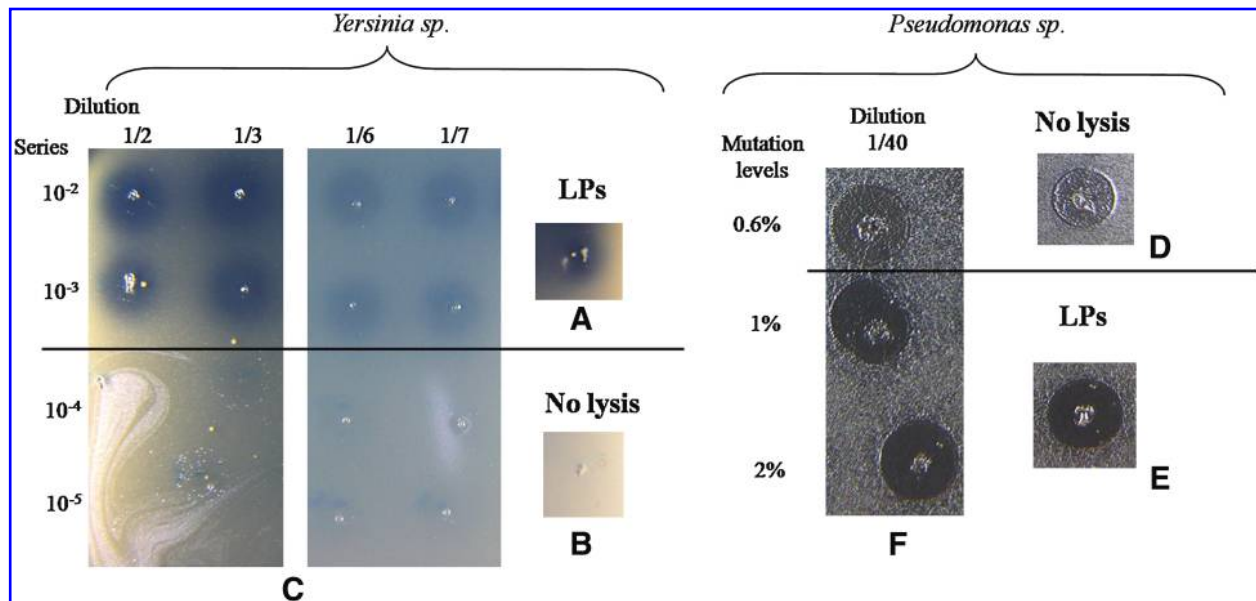 Yersinia sp.
Pseudomonas sp.
Dilution
Series
1/2
1/3
1/6
1/7
10-2
10-3
10-4
10-5
LPs
A
No lysis
B
C
Mutation
levels
Dilution
1/40
0.6%
1%
2%
F
No lysis
D
LPs
E